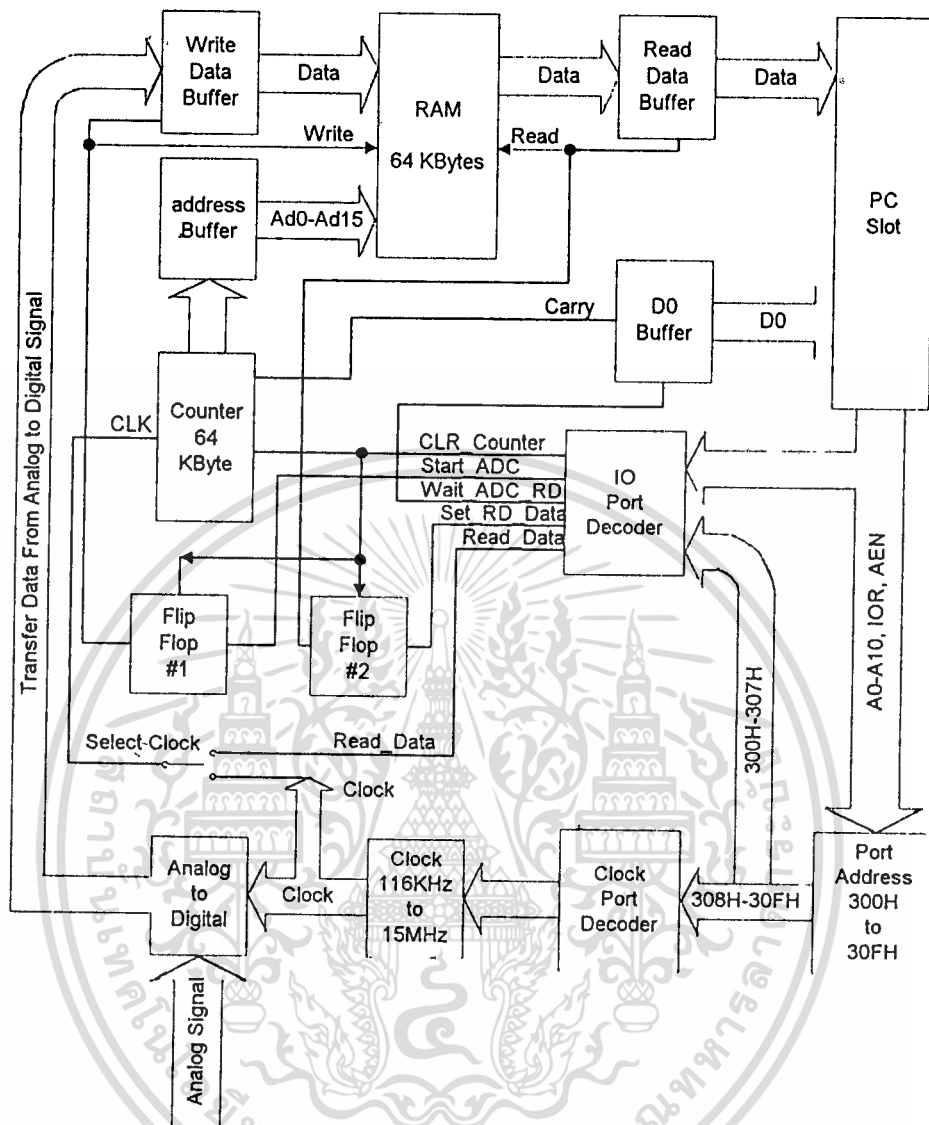 Write
Data
Buffer
Data
RAM
64 KBytes
Data
Read
Data
Buffer
Data
PC
Slot
Write
Read
address
Buffer
Ad0-Ad15
Transfer Data From Analog to Digital Signal
Carry
D0
Buffer
D0
CLK
Counter
64
KByte
CLR_Counter
Start_ADC
Wait_ADC_RD
Set_RD_Data
Read_Data
IO
Port
Decoder
A0-A10, IOR, AEN
300H-307H
Flip
Flop
#1
Flip
Flop
#2
Select-Clock
Read_Data
Clock
Analog
to
Digital
Clock
Clock
116KHz
to
15MHz
Clock
Port
Decoder
308H-30FH
Port
Address
300H
to
30FH
Analog Signal